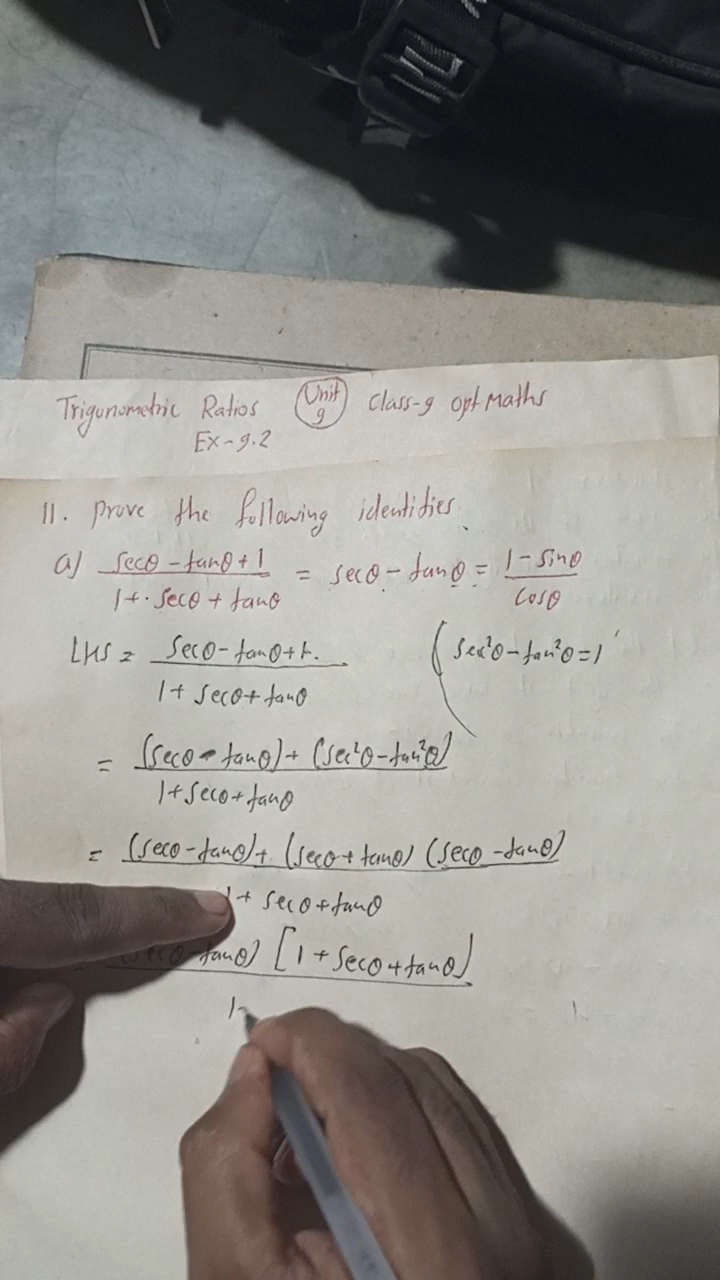 Trigonometric Ratios Unit 9 Class-9 opt Maths
Ex-9.2
11. prove the following identities.
a) secθ - tanθ + 1 / 1 + secθ + tanθ = secθ - tanθ = 1 - sinθ / cosθ
LHS = secθ - tanθ + 1 / 1 + secθ + tanθ (sec²θ - tan²θ = 1
= (secθ - tanθ) + (sec²θ - tan²θ) / 1 + secθ + tanθ
= (secθ - tanθ) + (secθ + tanθ) (secθ - tanθ) / 1 + secθ + tanθ
(secθ - tanθ) [1 + secθ + tanθ] / 1